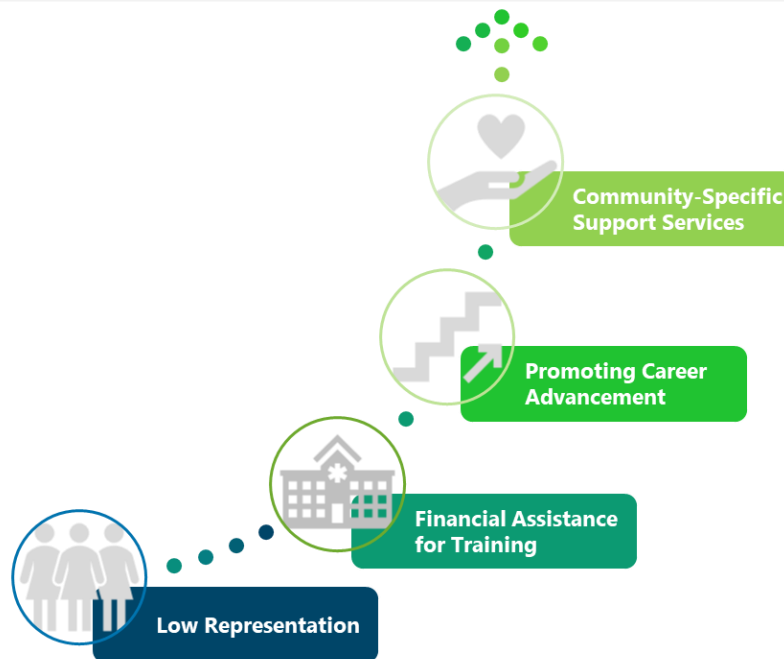 Community-Specific
Support Services
Promoting Career
Advancement
Financial Assistance
for Training
Low Representation